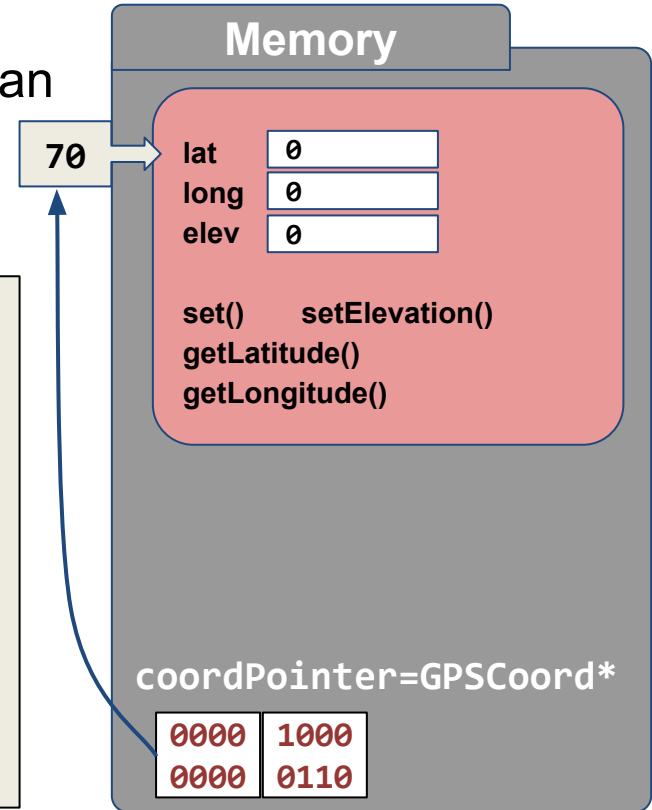 Memory
an
70
lat 0
long 0
elev 0
set() setElevation()
getLatitude()
getLongitude()
coordPointer=GPSCoord*
0000 1000
0000 0110